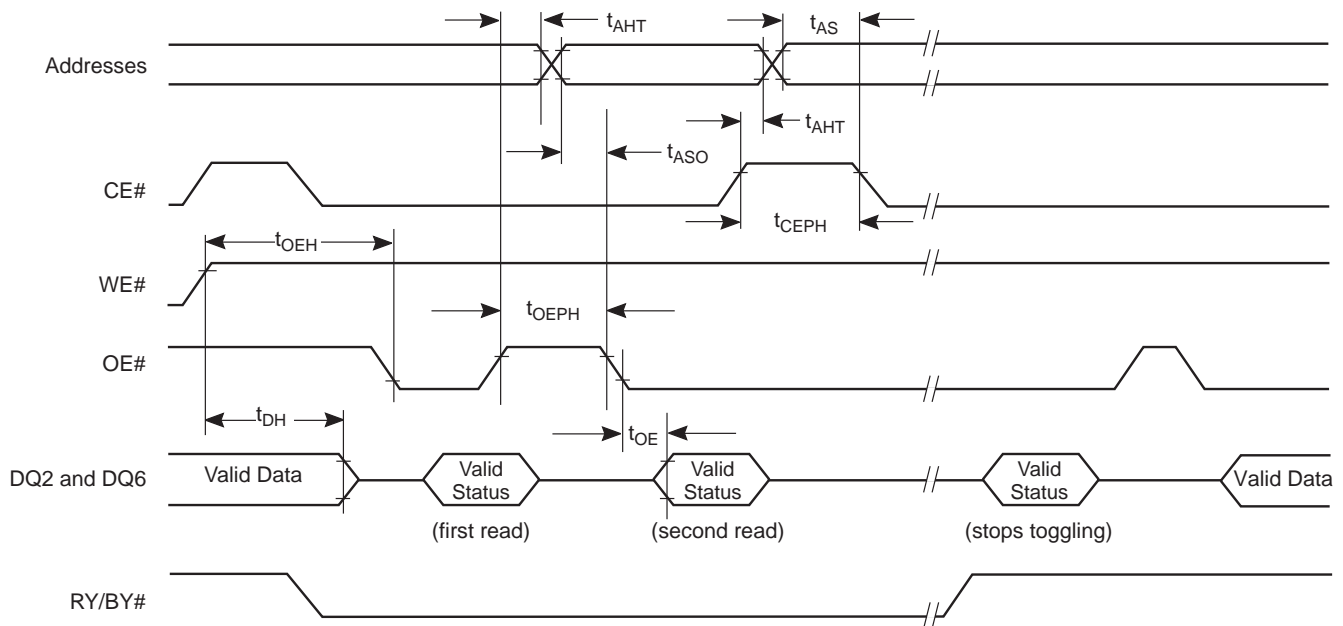 tAHT
tAS
Addresses
tAHT
tASO
CE#
tCEPH
tOEH
WE#
tOEPH
OE#
tDH
tOE
DQ2 and DQ6
Valid Data
Valid
Status
Valid
Status
Valid
Status
Valid Data
(first read)
(second read)
(stops toggling)
RY/BY#